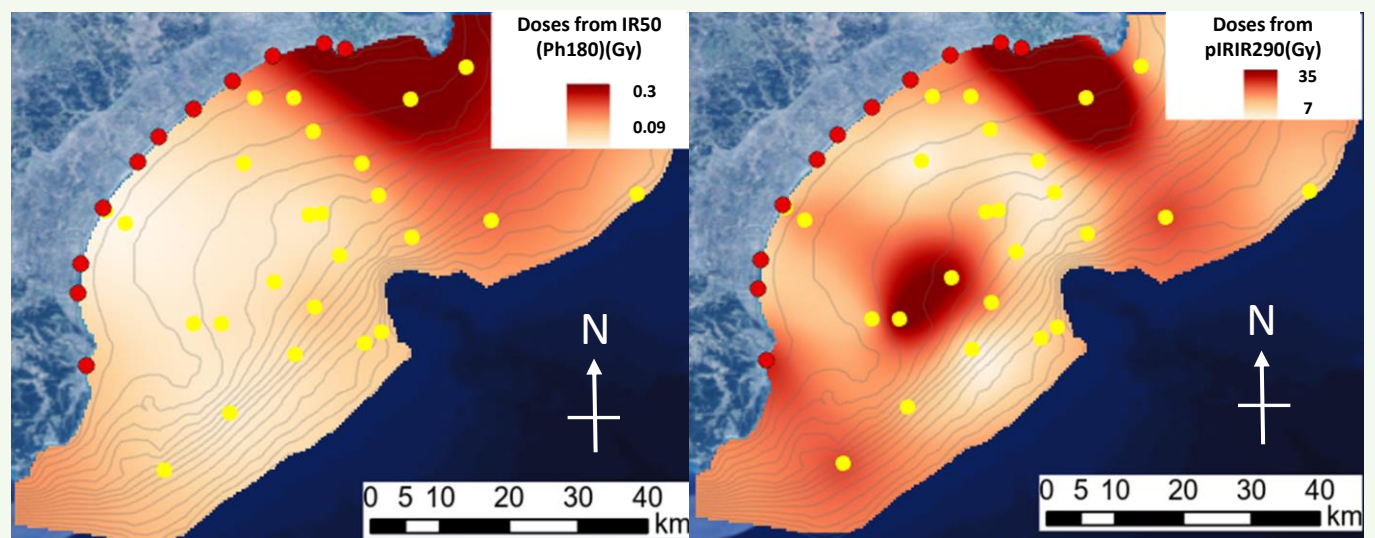 Doses from IR50
(Ph180)(Gy)
0.3
0.09
N
0 5 10 20 30 40
km
Doses from
pIRIR290(Gy)
35
7
N
0 5 10 20 30 40
km